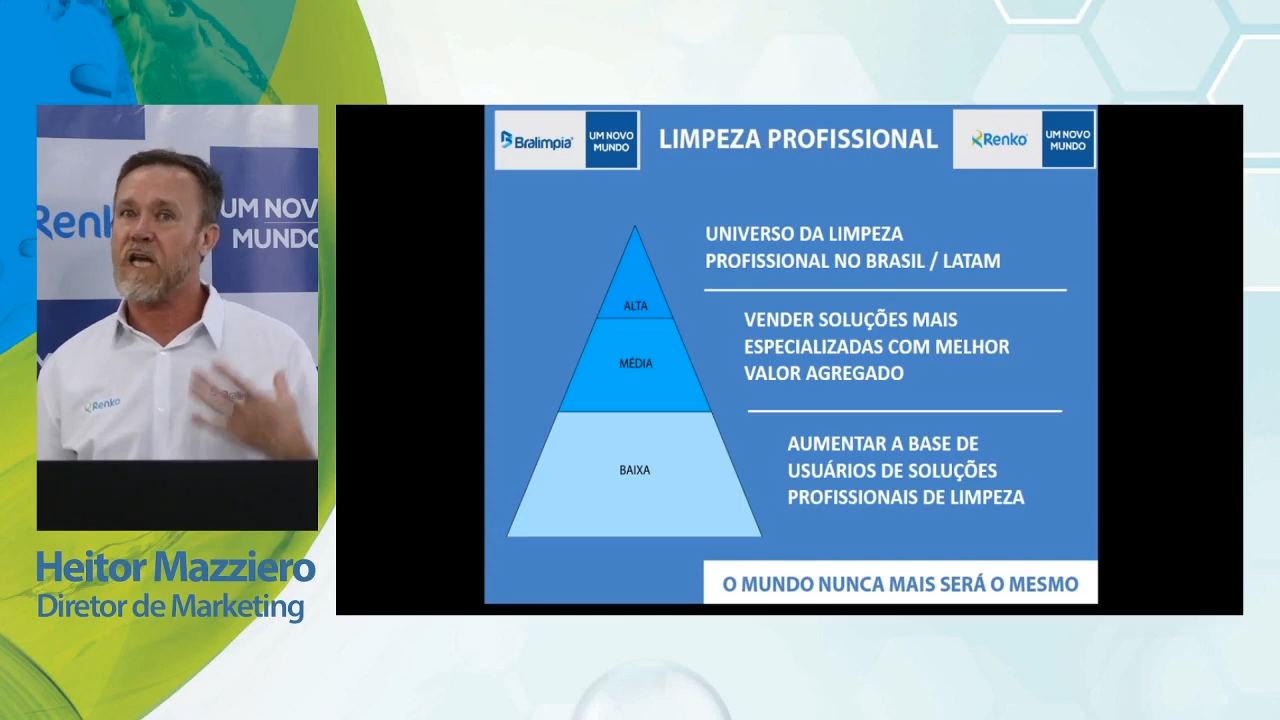 Renk
UM NOV
MUNDO
Renko
Heitor Mazziero
Diretor de Marketing
Bralimpia
UM NOVO
MUNDO
LIMPEZA PROFISSIONAL
Renko
UM NOVO
MUNDO
ALTA
MÉDIA
BAIXA
UNIVERSO DA LIMPEZA
PROFISSIONAL NO BRASIL / LATAM
VENDER SOLUÇÕES MAIS
ESPECIALIZADAS COM MELHOR
VALOR AGREGADO
AUMENTAR A BASE DE
USUÁRIOS DE SOLUÇÕES
PROFISSIONAIS DE LIMPEZA
O MUNDO NUNCA MAIS SERÁ O MESMO